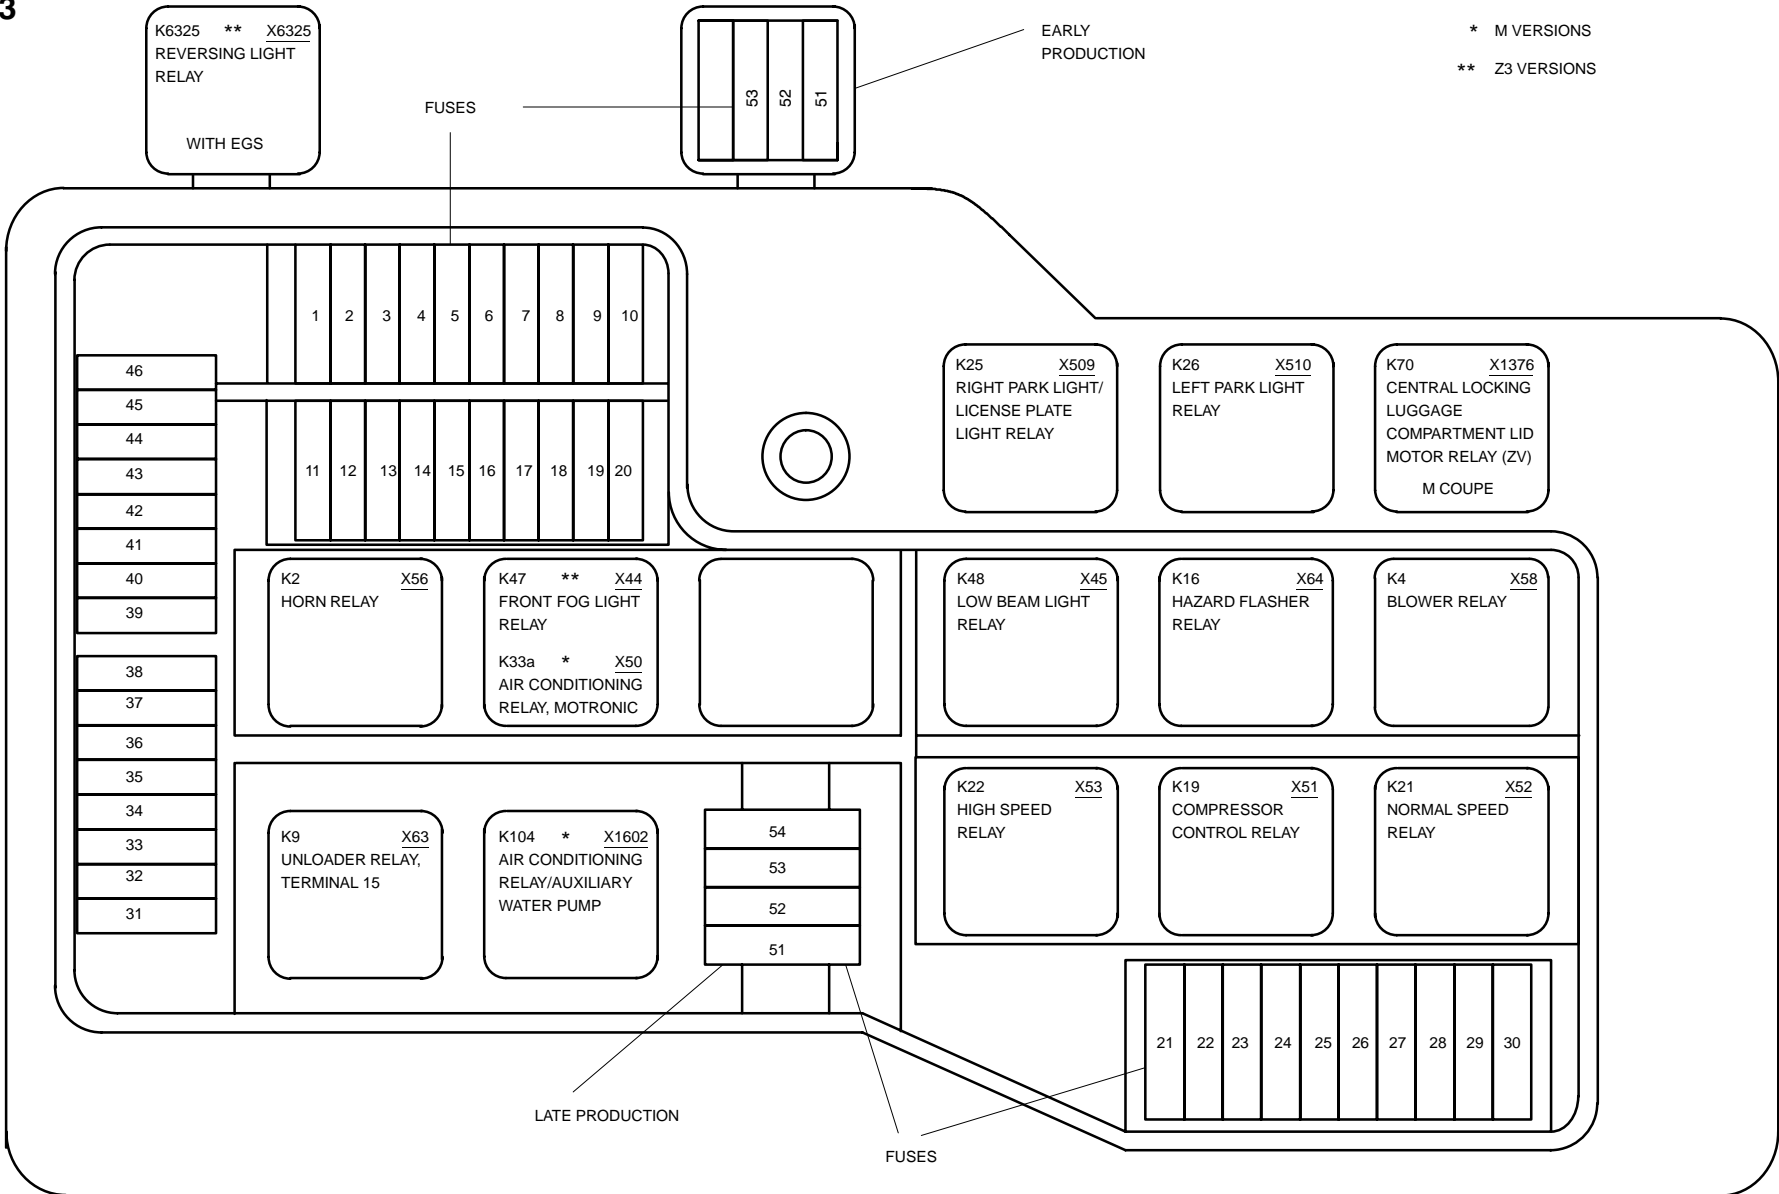 3
K6325 ** X6325
REVERSING LIGHT
RELAY
WITH EGS
FUSES
53 52 51
EARLY
PRODUCTION
* M VERSIONS
** Z3 VERSIONS
1 2 3 4 5 6 7 8 9 10
11 12 13 14 15 16 17 18 19 20
46
45
44
43
42
41
40
39
38
37
36
35
34
33
32
31
K25 X509
RIGHT PARK LIGHT/
LICENSE PLATE
LIGHT RELAY
K26 X510
LEFT PARK LIGHT
RELAY
K70 X1376
CENTRAL LOCKING
LUGGAGE
COMPARTMENT LID
MOTOR RELAY (ZV)
M COUPE
K2 X56
HORN RELAY
K47 ** X44
FRONT FOG LIGHT
RELAY
K33a * X50
AIR CONDITIONING
RELAY, MOTRONIC
K48 X45
LOW BEAM LIGHT
RELAY
K16 X64
HAZARD FLASHER
RELAY
K4 X58
BLOWER RELAY
K9 X63
UNLOADER RELAY,
TERMINAL 15
K104 * X1602
AIR CONDITIONING
RELAY/AUXILIARY
WATER PUMP
54
53
52
51
K22 X53
HIGH SPEED
RELAY
K19 X51
COMPRESSOR
CONTROL RELAY
K21 X52
NORMAL SPEED
RELAY
21 22 23 24 25 26 27 28 29 30
LATE PRODUCTION
FUSES